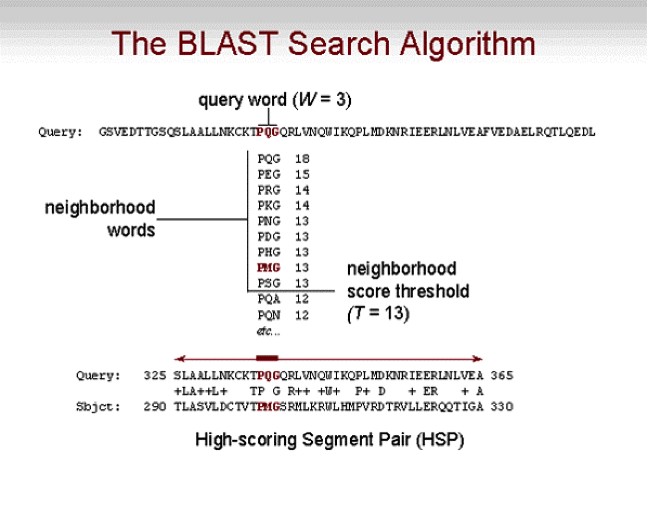 The BLAST Search Algorithm
query word (W = 3)
Query: GSVEDTTGSQSLAALLNKCKTPQGQRLVNQWIKQPLMDKNRIEERLNLVEAFVEDAELRQTLQEDL
PQG 18
PEG 15
PRG 14
PKG 14
PNG 13
PDG 13
PHG 13
PMG 13
PSG 13
PQA 12
PQN 12
etc...
neighborhood
words
neighborhood
score threshold
(T = 13)
Query: 325 SLAALLNKCKTPQGQRLVNQWIKQPLMDKNRIEERLNLVEA 365
+LA++L+ TP G R++ +W+ P+ D + ER + A
Sbjct: 290 TLASVLDCTVTPMGSRMLKRWLHMPVRDTRVLLERQQTIGA 330
High-scoring Segment Pair (HSP)